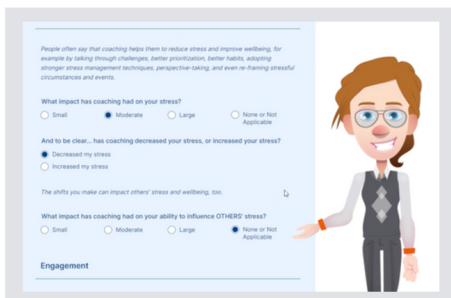 People often say that coaching helps them to reduce stress and improve wellbeing, for
example by talking through challenges, better prioritization, better habits, adopting
stronger stress management techniques, perspective-taking, and even re-framing stressful
circumstances and events.
What impact has coaching had on your stress?
Small Moderate Large None or Not
Applicable
And to be clear... has coaching decreased your stress, or increased your stress?
Decreased my stress
Increased my stress
The shifts you make can impact others' stress and wellbeing, too.
What impact has coaching had on your ability to influence OTHERS' stress?
Small Moderate Large None or Not
Applicable
Engagement